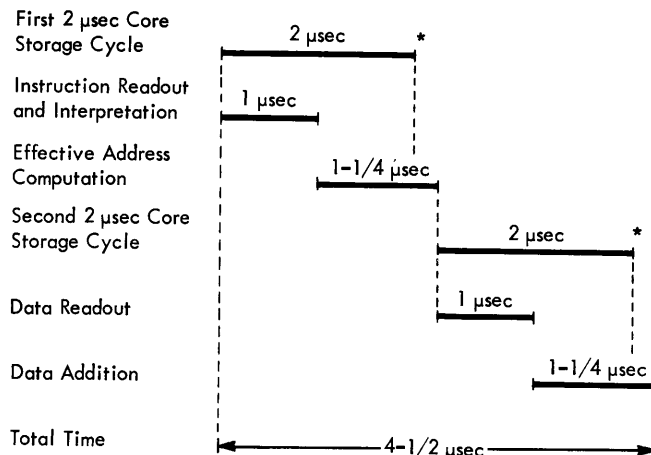 First 2 μsec Core
Storage Cycle
2 μsec
*
Instruction Readout
and Interpretation
1 μsec
Effective Address
Computation
1-1/4 μsec
Second 2 μsec Core
Storage Cycle
2 μsec
*
Data Readout
1 μsec
Data Addition
1-1/4 μsec
Total Time
4-1/2 μsec